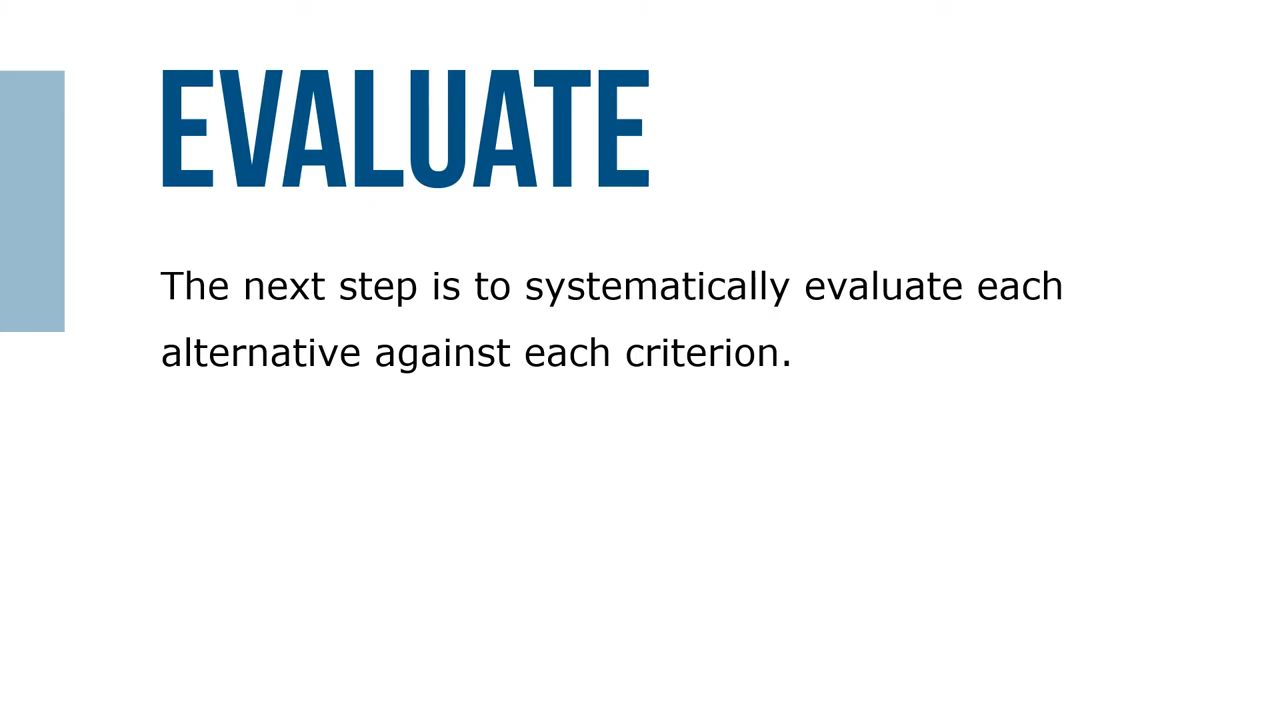 EVALUATE
The next step is to systematically evaluate each
alternative against each criterion.